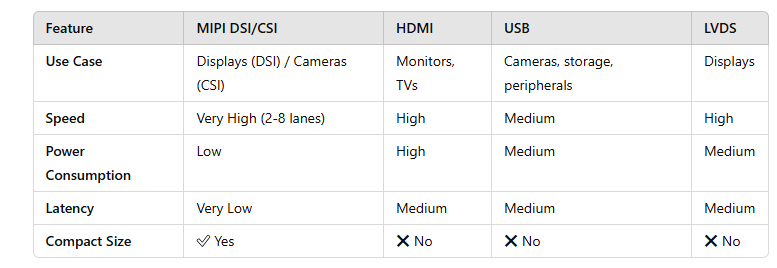 Feature MIPI DSI/CSI HDMI USB LVDS
Use Case Displays (DSI) / Cameras Monitors, Cameras, storage, Displays
(CSI) TVs peripherals
Speed Very High (2-8 lanes) High Medium High
Power Low High Medium Medium
Consumption
Latency Very Low Medium Medium Medium
Compact Size ✅ Yes ❌ No ❌ No ❌ No